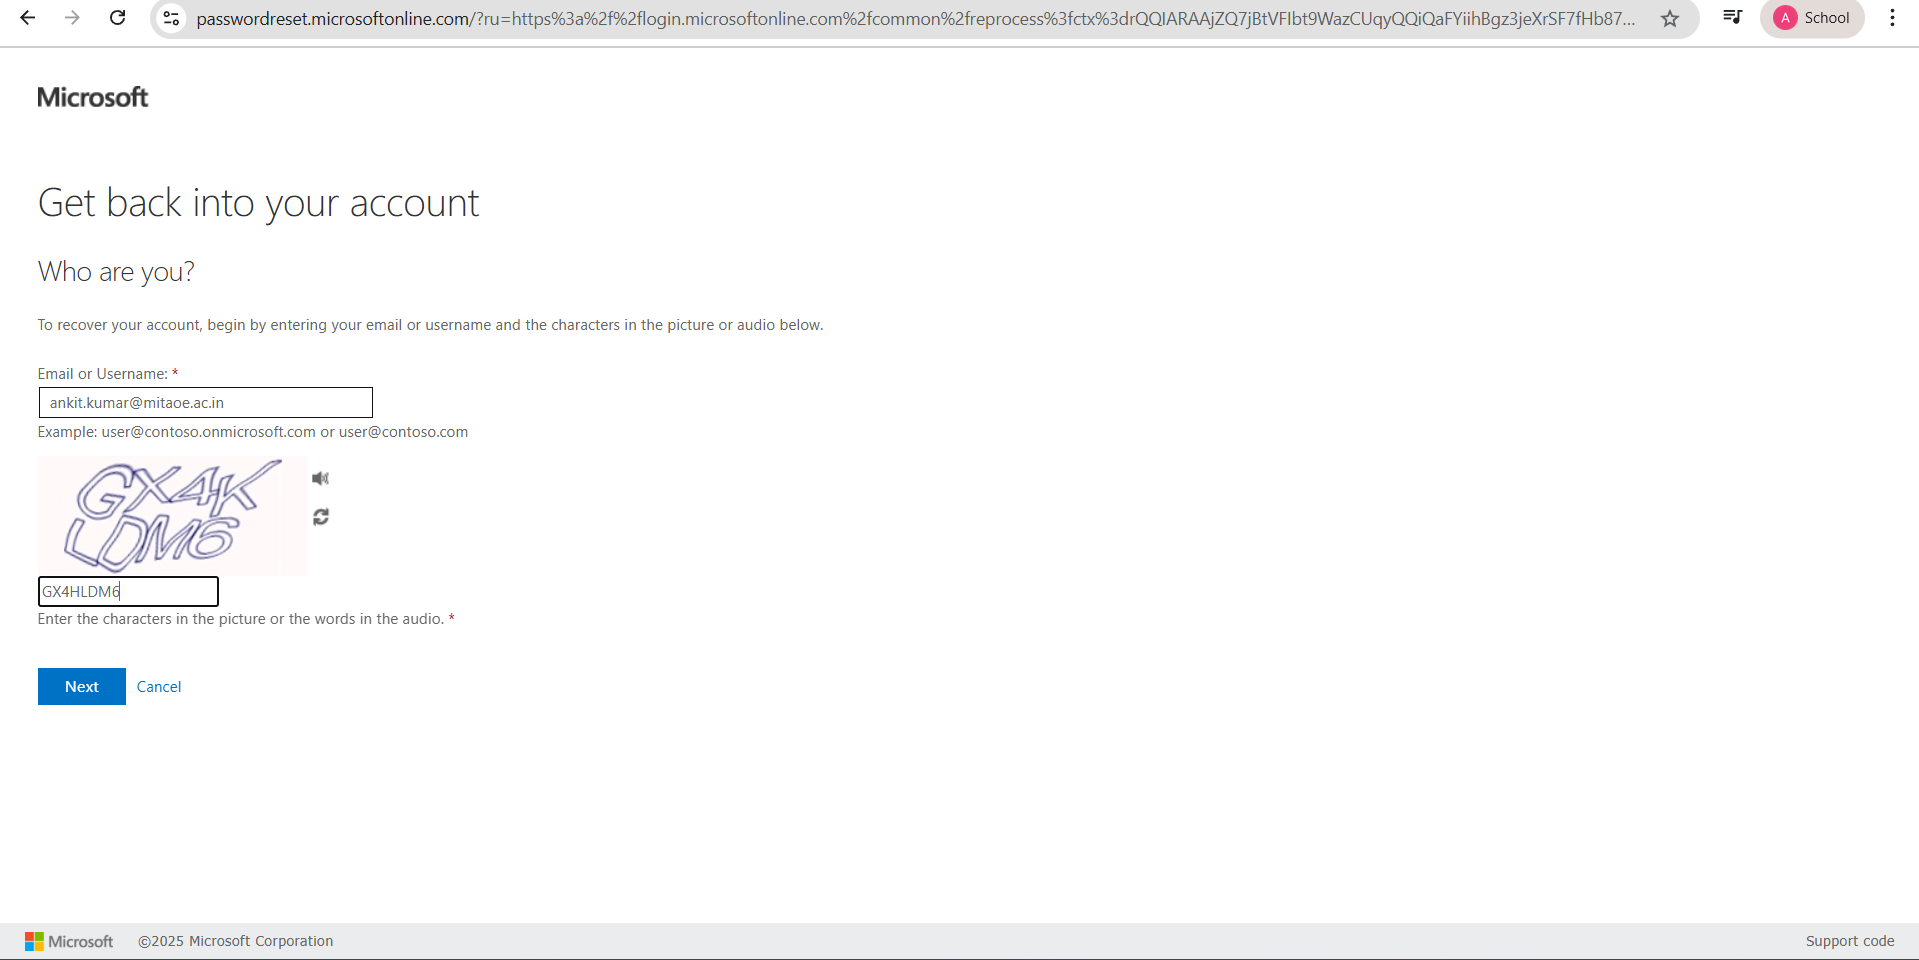 passwordreset.microsoftonline.com/?ru=https%3a%2f%2flogin.microsoftonline.com%2fcommon%2freprocess%3fctx%3drQQIARAAjZQ7jBtVFIbt9WazCUqyQQQiQaFYiihBgz3jeXrSF7fHb87... A School
Microsoft
Get back into your account
Who are you?
To recover your account, begin by entering your email or username and the characters in the picture or audio below.
Email or Username: *
ankit.kumar@mitaoe.ac.in
Example: user@contoso.onmicrosoft.com or user@contoso.com
GX4K
LDM6
GX4HLDM6
Enter the characters in the picture or the words in the audio. *
Next Cancel
Microsoft ©2025 Microsoft Corporation Support code